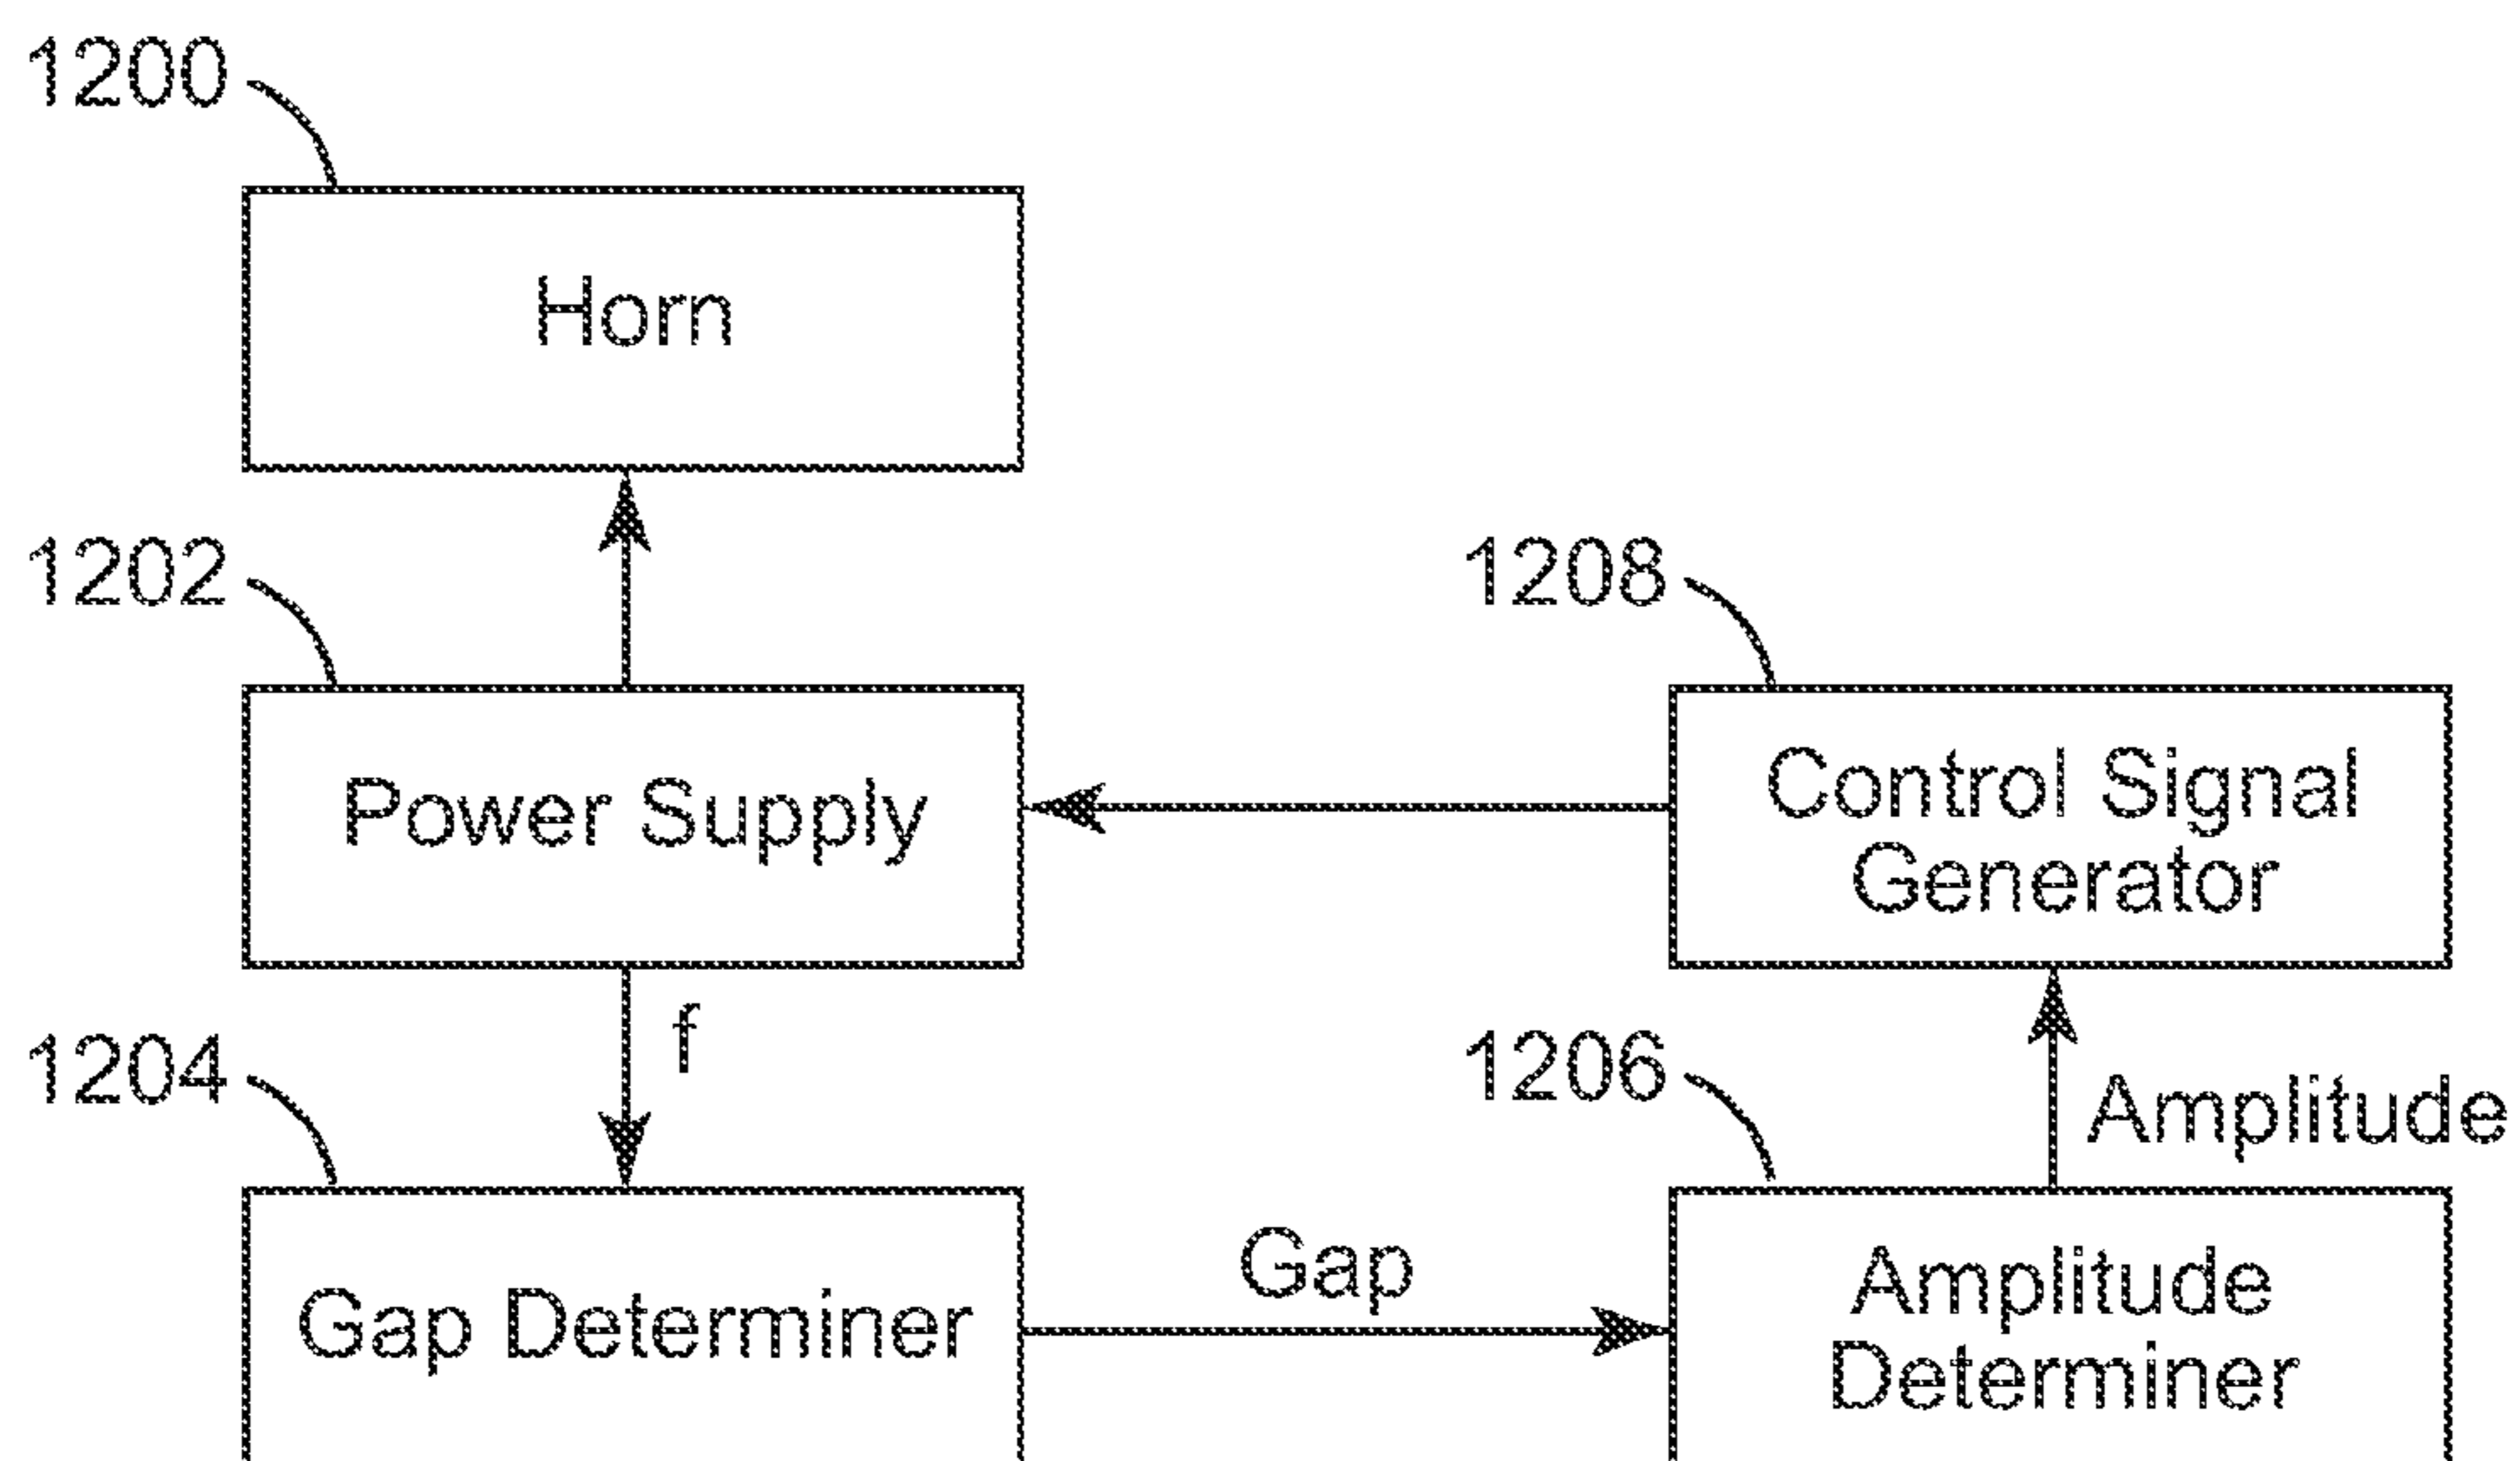 1200
Horn
1202
1208
Power Supply
Control Signal
Generator
f
1204
1206
Amplitude
Gap
Gap Determiner
Amplitude
Determiner